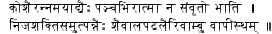 कोशैरन्नमयाद्यैः पञ्चभिरात्मा न संवृतो भाति ।
निजशक्तिसमुत्पन्नैः शैवालपटलैरिवाम्बु वापीस्थम् ॥